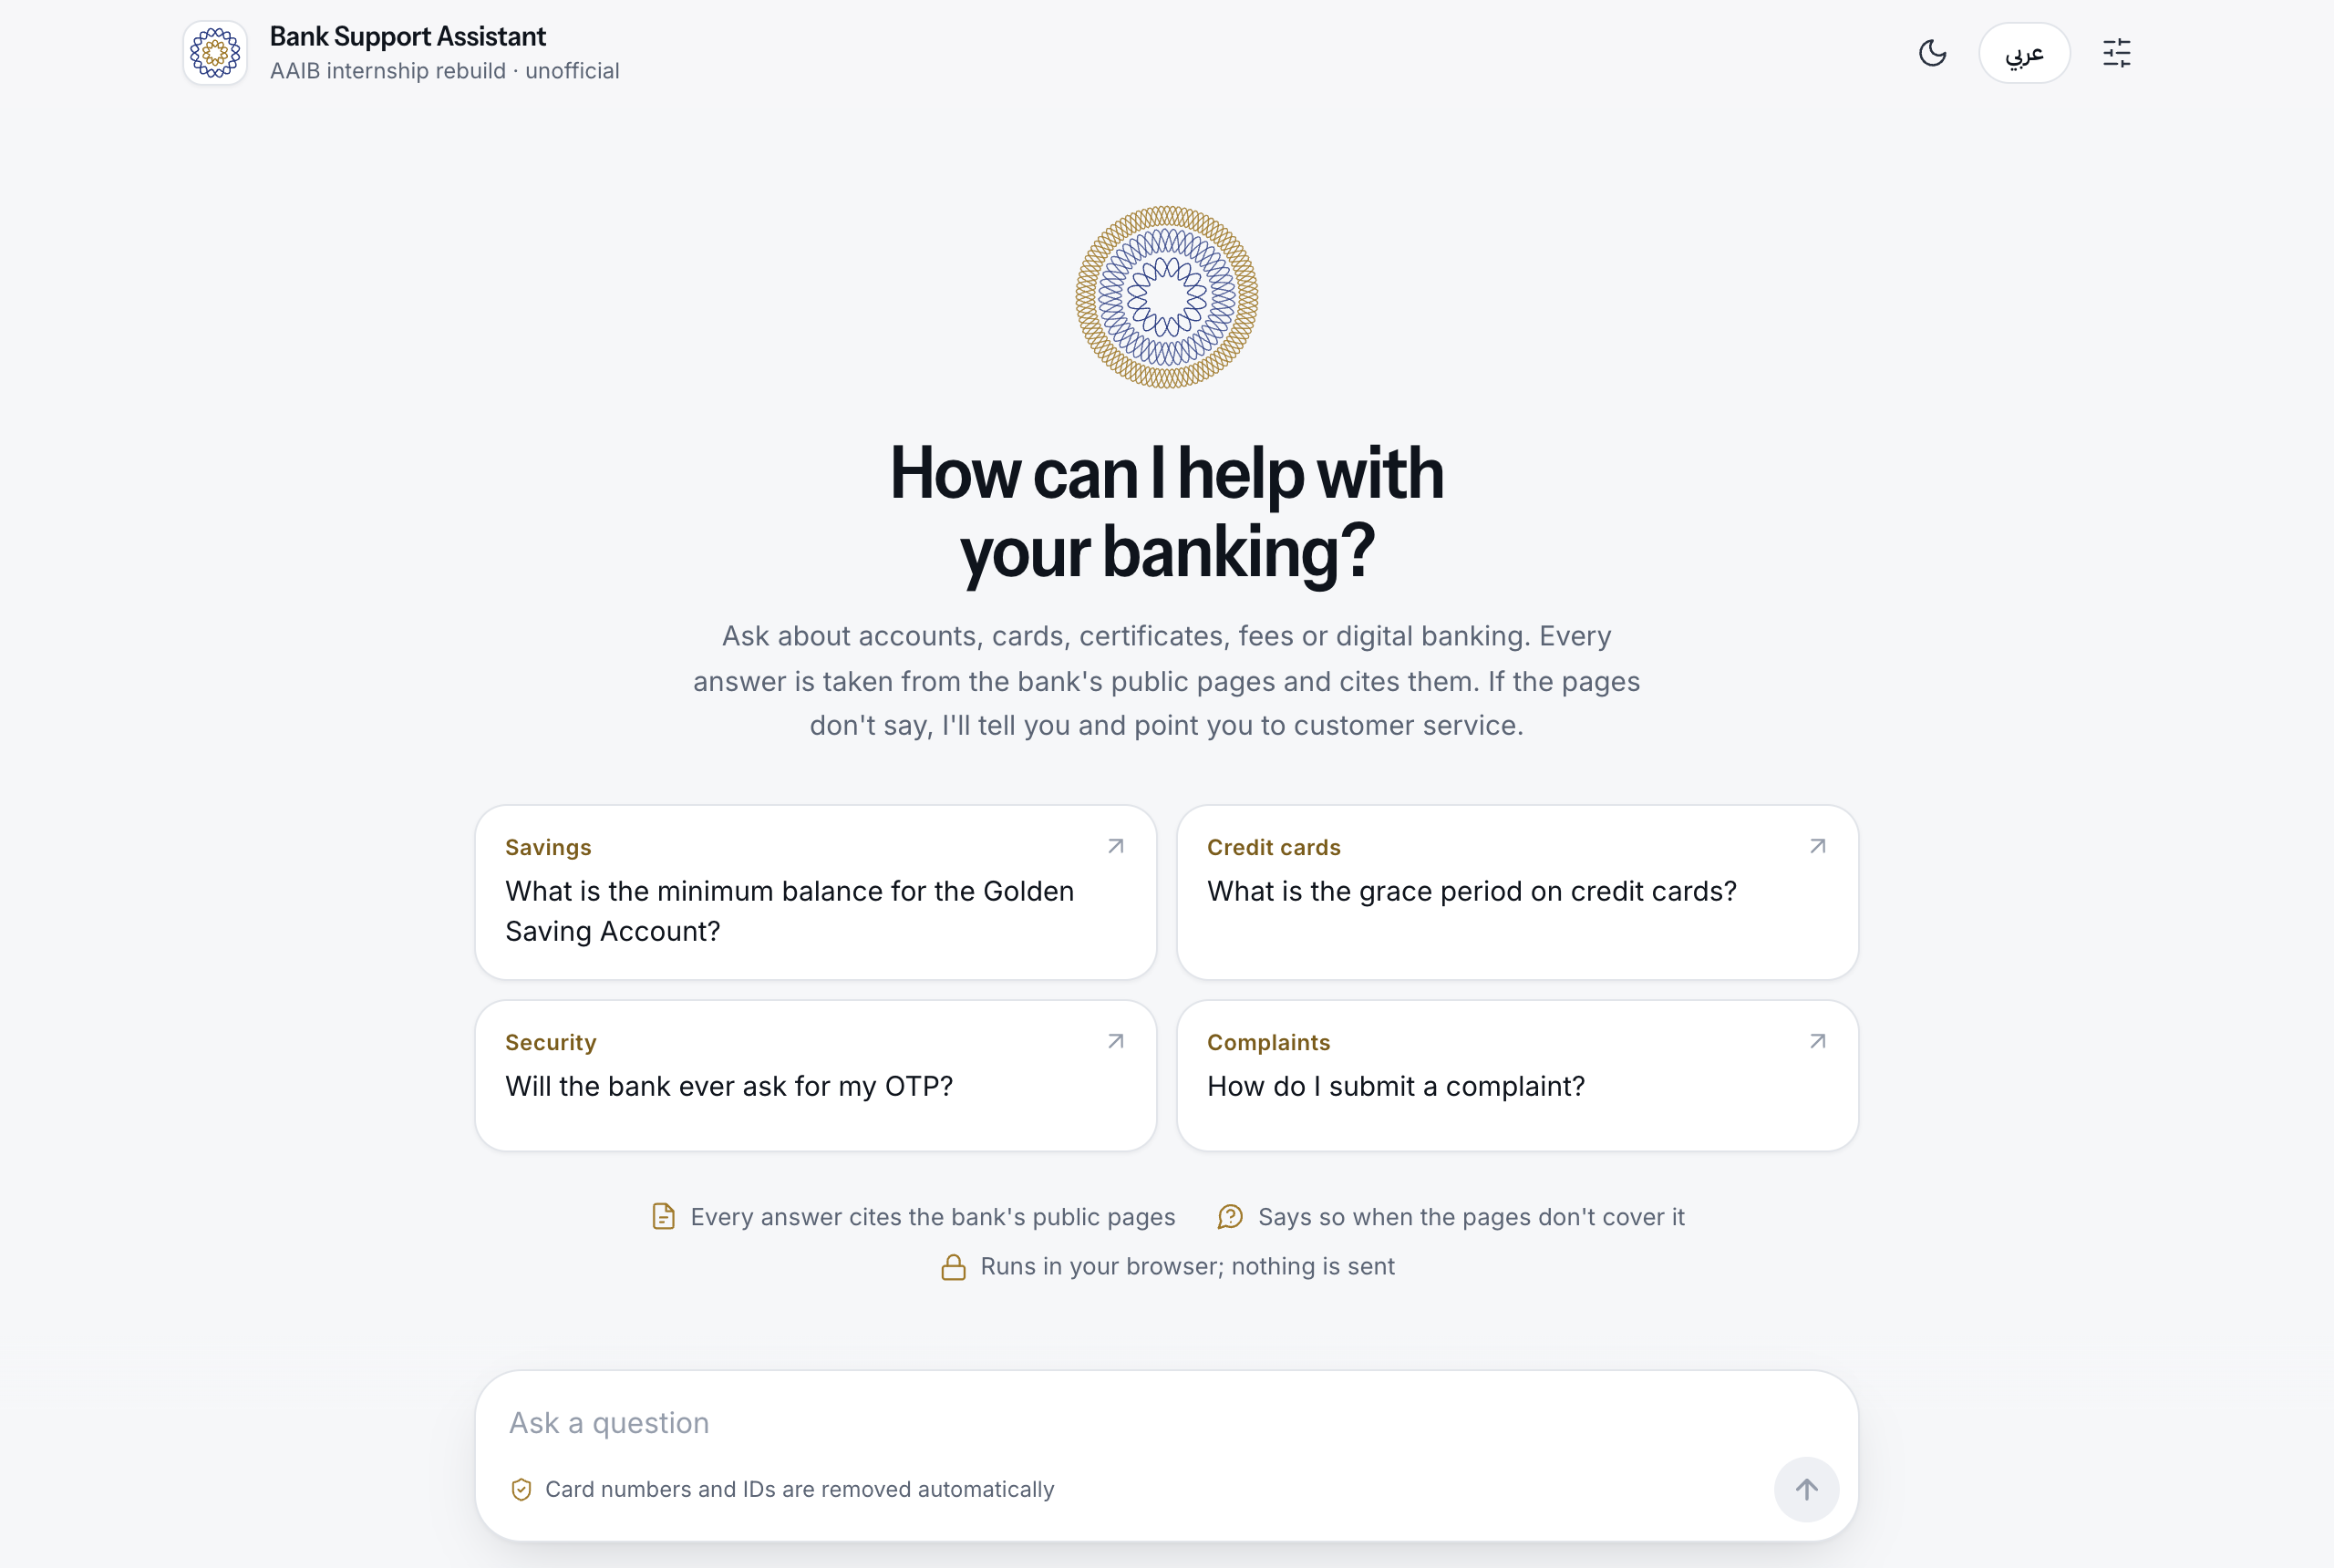 Bank Support Assistant
AAIB internship rebuild · unofficial
عربي
How can I help with
your banking?
Ask about accounts, cards, certificates, fees or digital banking. Every
answer is taken from the bank's public pages and cites them. If the pages
don't say, I'll tell you and point you to customer service.
Savings
What is the minimum balance for the Golden
Saving Account?
Credit cards
What is the grace period on credit cards?
Security
Will the bank ever ask for my OTP?
Complaints
How do I submit a complaint?
Every answer cites the bank's public pages
Says so when the pages don't cover it
Runs in your browser; nothing is sent
Ask a question
Card numbers and IDs are removed automatically